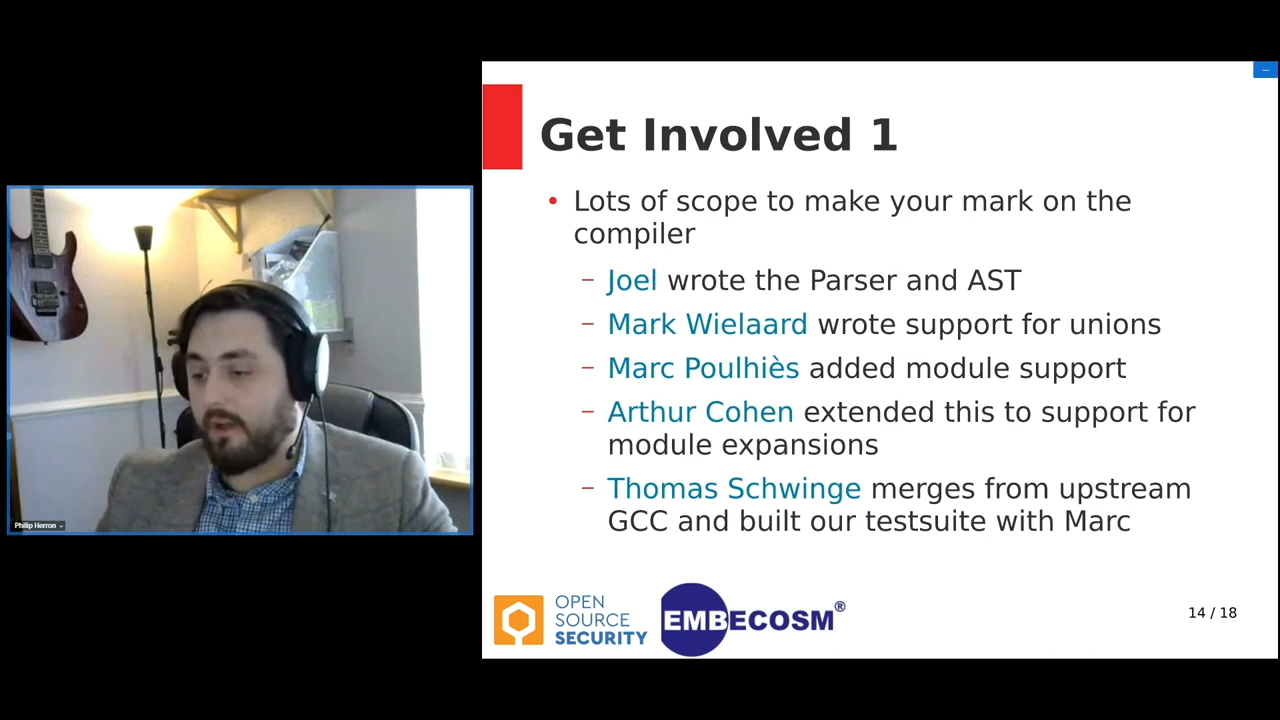 Get Involved 1
• Lots of scope to make your mark on the
compiler
– Joel wrote the Parser and AST
– Mark Wielaard wrote support for unions
– Marc Poulhiès added module support
– Arthur Cohen extended this to support for
module expansions
– Thomas Schwinge merges from upstream
GCC and built our testsuite with Marc
Philip Herron
OPEN
SOURCE
SECURITY
EMBECOSM®
14 / 18